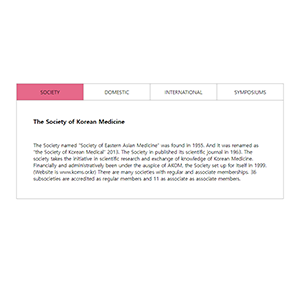 SOCIETY DOMESTIC INTERNATIONAL SYMPOSIUMS
The Society of Korean Medicine
The Society named "Society of Eastern Asian Medicine" was found in 1955. And it was renamed as
"the Society of Korean Medical" 2013. The Society in published its scientific journal in 1963. The
society takes the initiative in scientific research and exchange of knowledge of Korean Medicine.
Financially and administratively been under the auspice of AKOM, the Society set up for itself in 1999.
(Website is www.koms.or.kr) There are many societies with regular and associate memberships. 36
subsocieties are accredited as regular members and 11 as associate as associate members.